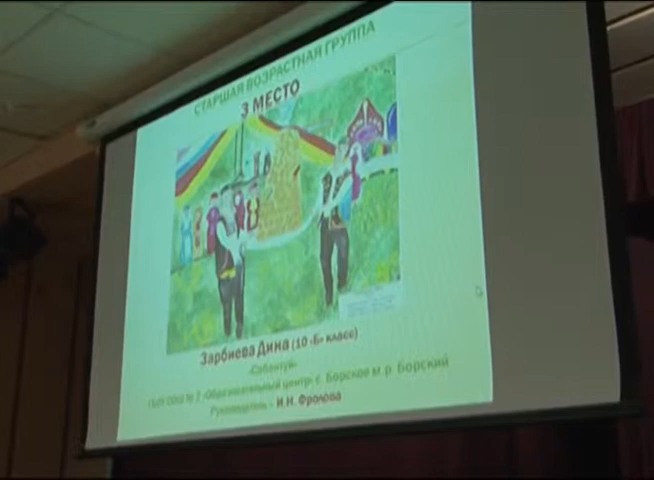 СТАРШАЯ ВОЗРАСТНАЯ ГРУППА
3 МЕСТО
Зарбиева Дина (10 «Б» класс)
«Сабантуй»
ГБОУ СОШ № 2 «Образовательный центр» с. Борское м.р. Борский
Руководитель - И.Н. Фролова